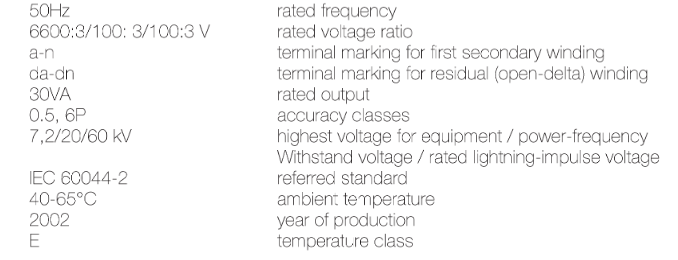 50Hz rated frequency
6600:3/100: 3/100:3 V rated voltage ratio
a-n terminal marking for first secondary winding
da-dn terminal marking for residual (open-delta) winding
30VA rated output
0.5, 6P accuracy classes
7,2/20/60 kV highest voltage for equipment / power-frequency
Withstand voltage / rated lightning-impulse voltage
IEC 60044-2 referred standard
40-65°C ambient temperature
2002 year of production
E temperature class